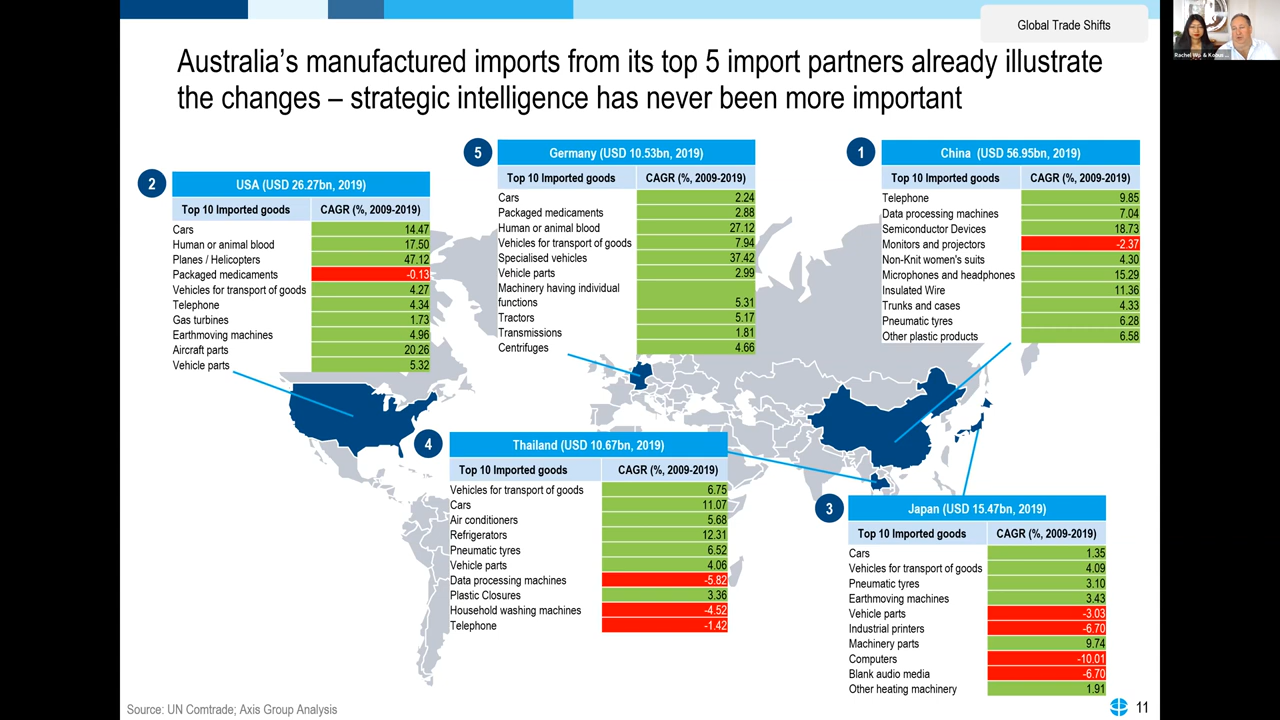 Global Trade Shifts
Rachel Wu & Kobus ...
Australia's manufactured imports from its top 5 import partners already illustrate
the changes – strategic intelligence has never been more important
2
USA (USD 26.27bn, 2019)
Top 10 Imported goods CAGR (%, 2009-2019)
Cars 14.47
Human or animal blood 17.50
Planes / Helicopters 47.12
Packaged medicaments -0.13
Vehicles for transport of goods 4.27
Telephone 4.34
Gas turbines 1.73
Earthmoving machines 4.96
Aircraft parts 20.26
Vehicle parts 5.32
5
Germany (USD 10.53bn, 2019)
Top 10 Imported goods CAGR (%, 2009-2019)
Cars 2.24
Packaged medicaments 2.88
Human or animal blood 27.12
Vehicles for transport of goods 7.94
Specialised vehicles 37.42
Vehicle parts 2.99
Machinery having individual
functions 5.31
Tractors 5.17
Transmissions 1.81
Centrifuges 4.66
1
China (USD 56.95bn, 2019)
Top 10 Imported goods CAGR (%, 2009-2019)
Telephone 9.85
Data processing machines 7.04
Semiconductor Devices 18.73
Monitors and projectors -2.37
Non-Knit women's suits 4.30
Microphones and headphones 15.29
Insulated Wire 11.36
Trunks and cases 4.33
Pneumatic tyres 6.28
Other plastic products 6.58
4
Thailand (USD 10.67bn, 2019)
Top 10 Imported goods CAGR (%, 2009-2019)
Vehicles for transport of goods 6.75
Cars 11.07
Air conditioners 5.68
Refrigerators 12.31
Pneumatic tyres 6.52
Vehicle parts 4.06
Data processing machines -5.82
Plastic Closures 3.36
Household washing machines -4.52
Telephone -1.42
3
Japan (USD 15.47bn, 2019)
Top 10 Imported goods CAGR (%, 2009-2019)
Cars 1.35
Vehicles for transport of goods 4.09
Pneumatic tyres 3.10
Earthmoving machines 3.43
Vehicle parts -3.03
Industrial printers -6.70
Machinery parts 9.74
Computers -10.01
Blank audio media -6.70
Other heating machinery 1.91
Source: UN Comtrade; Axis Group Analysis
11